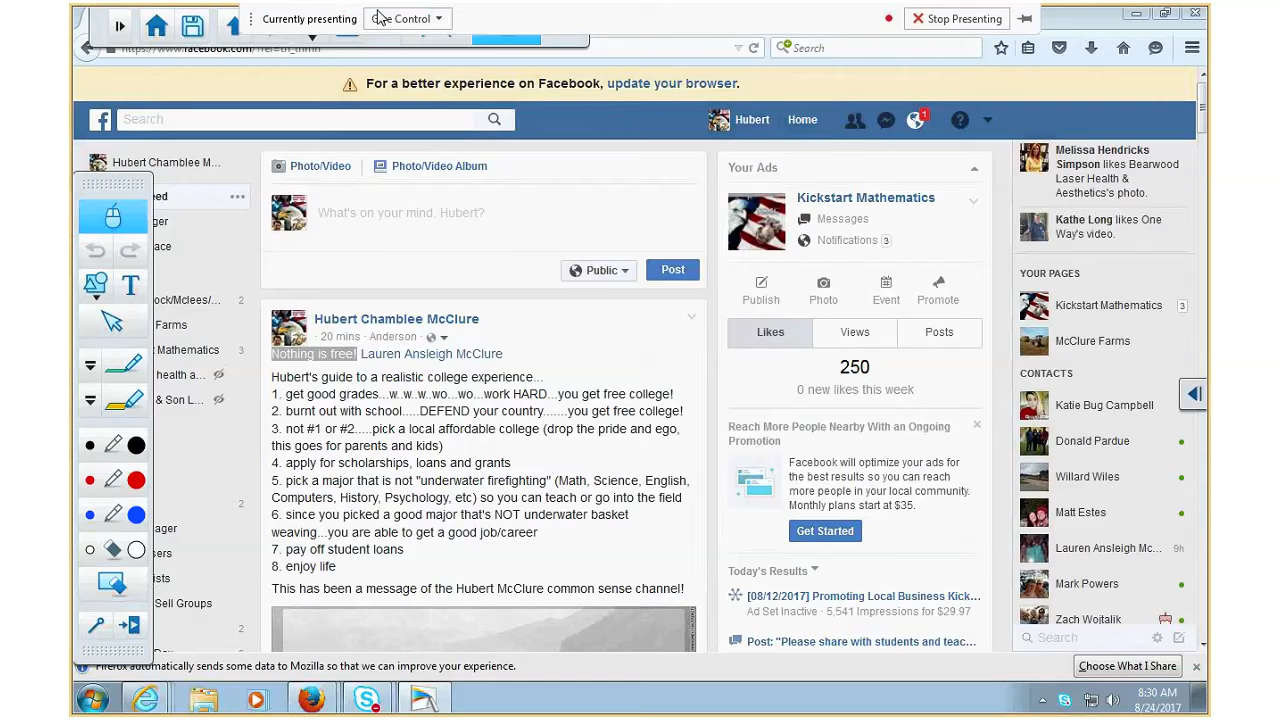 Currently presenting
Control
Stop Presenting
Search
For a better experience on Facebook, update your browser.
Search
Hubert
Home
1
Hubert Chamblee M...
eed
ger
ace
ock/Mclees/... 2
Farms
t Mathematics 3
health a...
& Son L...
2
ager
ers
ists
Sell Groups
2
T
Photo/Video
Photo/Video Album
What's on your mind, Hubert?
Public
Post
Hubert Chamblee McClure
20 mins · Anderson ·
Nothing is free! Lauren Ansleigh McClure
Hubert's guide to a realistic college experience...
1. get good grades...w..w..w..wo...wo...work HARD...you get free college!
2. burnt out with school.....DEFEND your country.......you get free college!
3. not #1 or #2.....pick a local affordable college (drop the pride and ego,
this goes for parents and kids)
4. apply for scholarships, loans and grants
5. pick a major that is not "underwater firefighting" (Math, Science, English,
Computers, History, Psychology, etc) so you can teach or go into the field
6. since you picked a good major that's NOT underwater basket
weaving...you are able to get a good job/career
7. pay off student loans
8. enjoy life
This has been a message of the Hubert McClure common sense channel!
Your Ads
Kickstart Mathematics
Messages
Notifications 3
Publish
Photo
Event
Promote
Likes
Views
Posts
250
0 new likes this week
Reach More People Nearby With an Ongoing
Promotion
Facebook will optimize your ads for
the best results so you can reach
more people in your local community.
Monthly plans start at $35.
Get Started
Today's Results
[08/12/2017] Promoting Local Business Kick...
Ad Set Inactive · 5,541 Impressions for $29.97
Post: "Please share with students and teac...
Melissa Hendricks
Simpson likes Bearwood
Laser Health &
Aesthetics's photo.
Kathe Long likes One
Way's video.
YOUR PAGES
Kickstart Mathematics 3
McClure Farms
CONTACTS
Katie Bug Campbell
Donald Pardue
Willard Wiles
Matt Estes
Lauren Ansleigh Mc... 9h
Mark Powers
Zach Wojtalik
Search
Firefox automatically sends some data to Mozilla so that we can improve your experience.
Choose What I Share
8:30 AM
8/24/2017